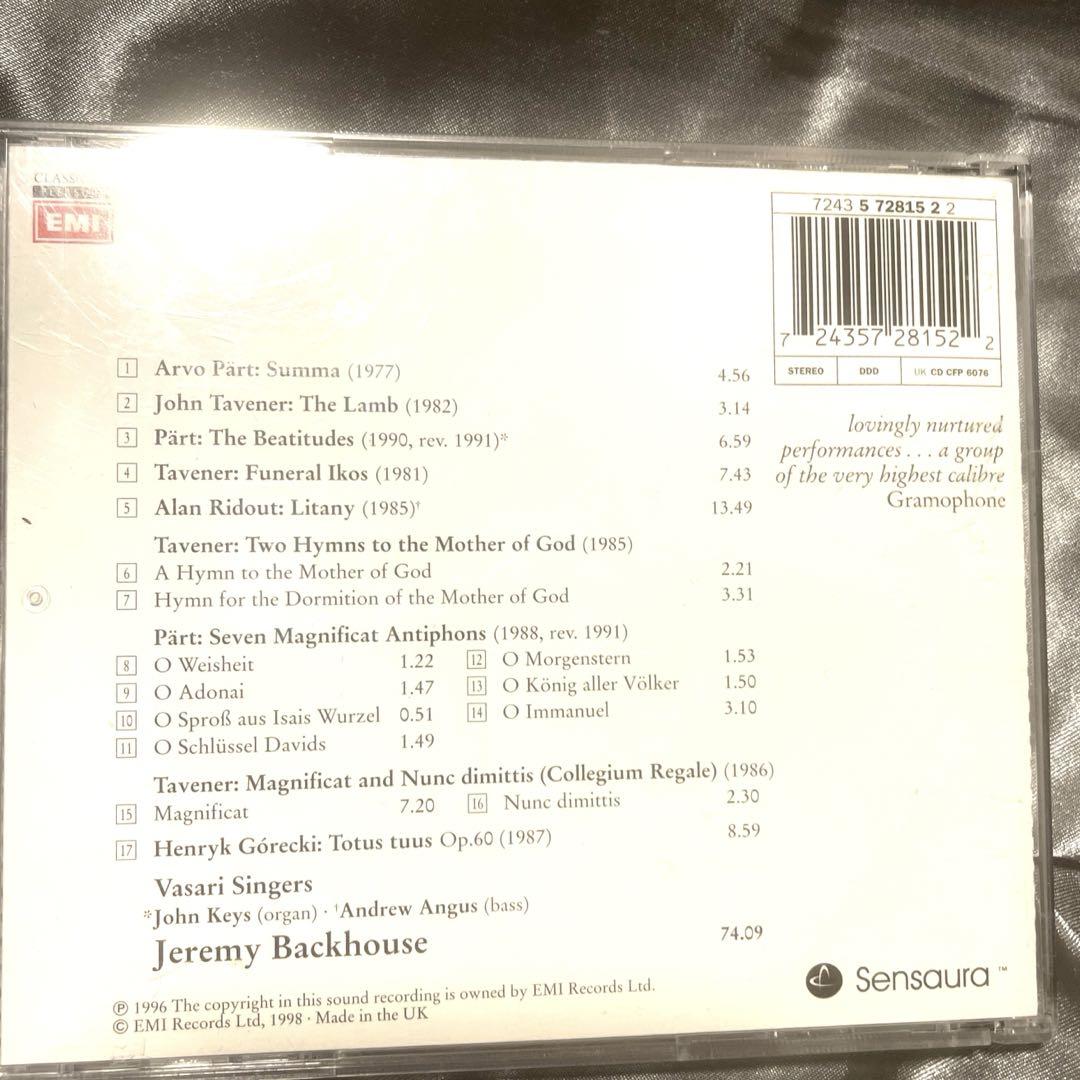 EMI
7243 5 72815 2 2
7 24357 28152 2
STEREO DDD UK CD CFP 6076
lovingly nurtured
performances . . . a group
of the very highest calibre
Gramophone
1 Arvo Pärt: Summa (1977) 4.56
2 John Tavener: The Lamb (1982) 3.14
3 Pärt: The Beatitudes (1990, rev. 1991)* 6.59
4 Tavener: Funeral Ikos (1981) 7.43
5 Alan Ridout: Litany (1985)† 13.49
Tavener: Two Hymns to the Mother of God (1985)
6 A Hymn to the Mother of God 2.21
7 Hymn for the Dormition of the Mother of God 3.31
Pärt: Seven Magnificat Antiphons (1988, rev. 1991)
8 O Weisheit 1.22 12 O Morgenstern 1.53
9 O Adonai 1.47 13 O König aller Völker 1.50
10 O Sproß aus Isais Wurzel 0.51 14 O Immanuel 3.10
11 O Schlüssel Davids 1.49
Tavener: Magnificat and Nunc dimittis (Collegium Regale) (1986)
15 Magnificat 7.20 16 Nunc dimittis 2.30
17 Henryk Górecki: Totus tuus Op.60 (1987) 8.59
Vasari Singers
*John Keys (organ) · †Andrew Angus (bass)
Jeremy Backhouse 74.09
Sensaura ™
℗ 1996 The copyright in this sound recording is owned by EMI Records Ltd.
© EMI Records Ltd, 1998 · Made in the UK